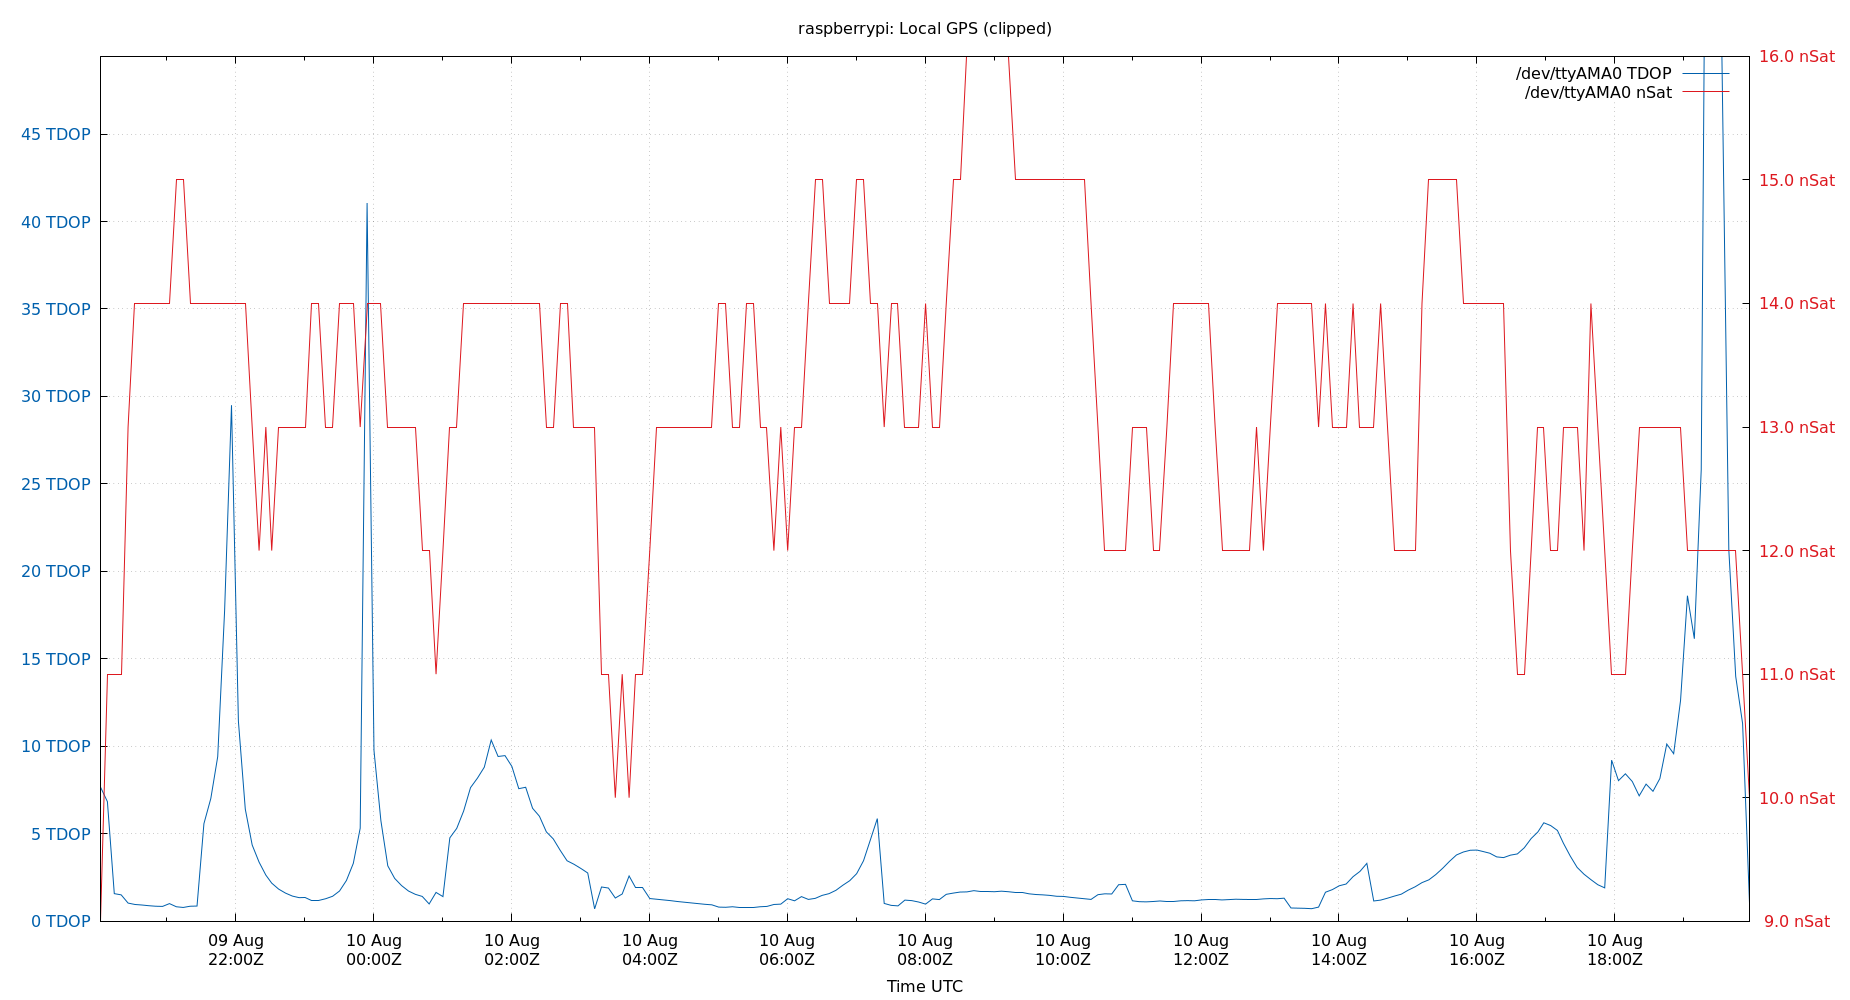 raspberrypi: Local GPS (clipped)
16.0 nSat
/dev/ttyAMA0 TDOP
/dev/ttyAMA0 nSat
45 TDOP
15.0 nSat
40 TDOP
35 TDOP
14.0 nSat
30 TDOP
13.0 nSat
25 TDOP
20 TDOP
12.0 nSat
15 TDOP
11.0 nSat
10 TDOP
10.0 nSat
5 TDOP
0 TDOP
9.0 nSat
09 Aug 10 Aug 10 Aug 10 Aug 10 Aug 10 Aug 10 Aug 10 Aug 10 Aug 10 Aug 10 Aug
22:00Z 00:00Z 02:00Z 04:00Z 06:00Z 08:00Z 10:00Z 12:00Z 14:00Z 16:00Z 18:00Z
Time UTC